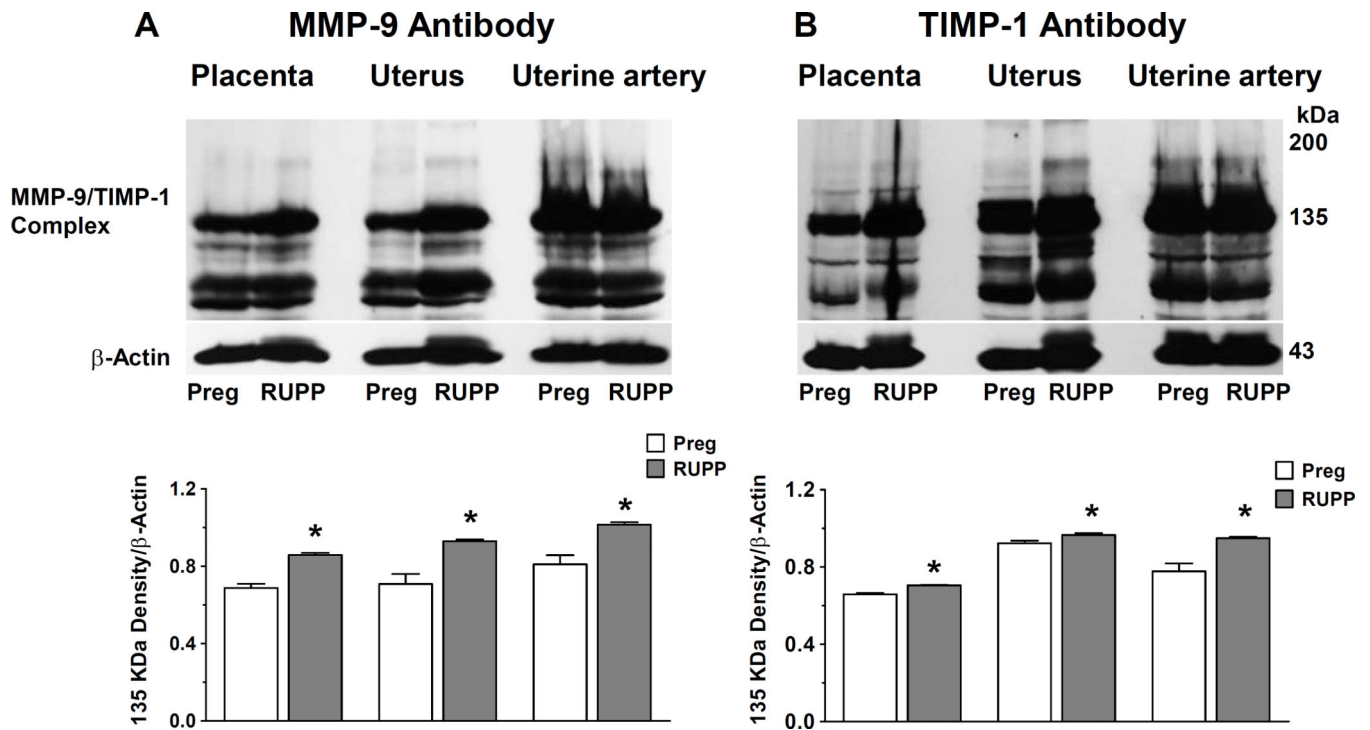 A MMP-9 Antibody
Placenta Uterus Uterine artery
MMP-9/TIMP-1
Complex
β-Actin
Preg RUPP Preg RUPP Preg RUPP
Preg
RUPP
135 KDa Density/β-Actin
1.2
0.8
0.4
0.0
* * *
B TIMP-1 Antibody
Placenta Uterus Uterine artery
kDa
200
135
43
Preg RUPP Preg RUPP Preg RUPP
Preg
RUPP
135 KDa Density/β-Actin
1.2
0.8
0.4
0.0
* * *